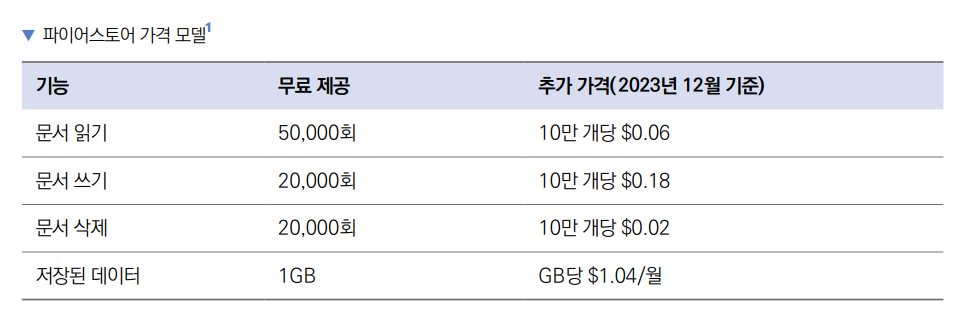 ▼ 파이어스토어 가격 모델1
기능 무료 제공 추가 가격(2023년 12월 기준)
문서 읽기 50,000회 10만 개당 $0.06
문서 쓰기 20,000회 10만 개당 $0.18
문서 삭제 20,000회 10만 개당 $0.02
저장된 데이터 1GB GB당 $1.04/월